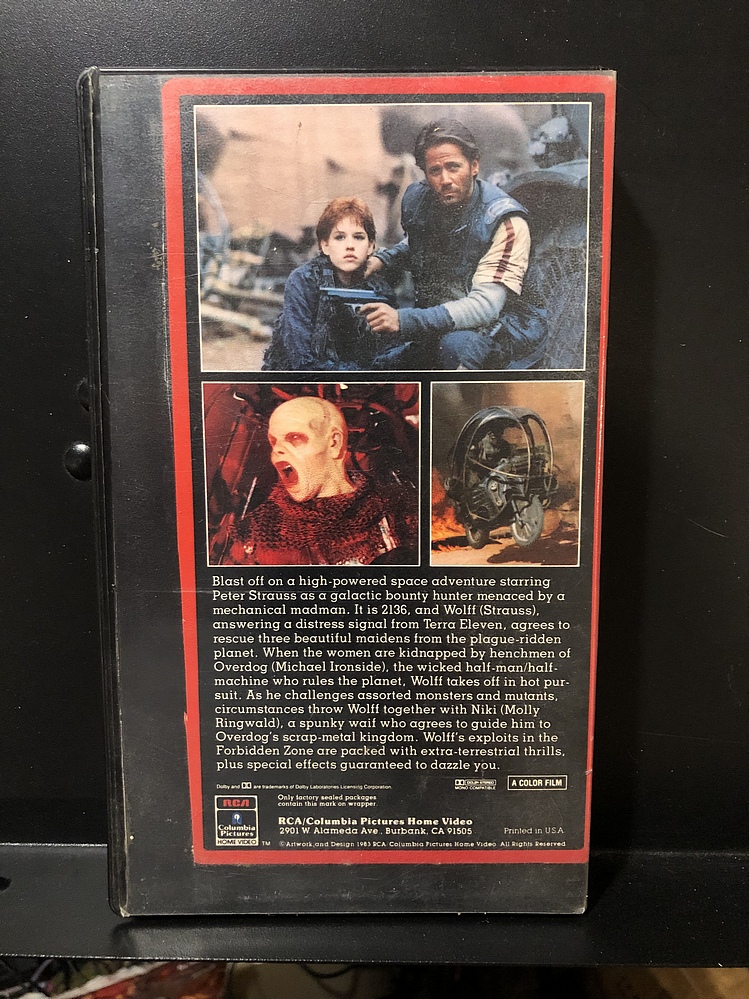 Blast off on a high-powered space adventure starring
Peter Strauss as a galactic bounty hunter menaced by a
mechanical madman. It is 2136, and Wolff (Strauss),
answering a distress signal from Terra Eleven, agrees to
rescue three beautiful maidens from the plague-ridden
planet. When the women are kidnapped by henchmen of
Overdog (Michael Ironside), the wicked half-man/half-
machine who rules the planet, Wolff takes off in hot pur-
suit. As he challenges assorted monsters and mutants,
circumstances throw Wolff together with Niki (Molly
Ringwald), a spunky waif who agrees to guide him to
Overdog's scrap-metal kingdom. Wolff's exploits in the
Forbidden Zone are packed with extra-terrestrial thrills,
plus special effects guaranteed to dazzle you.
Dolby and DD are trademarks of Dolby Laboratories Licensing Corporation.
DOLBY STEREO
MONO COMPATIBLE
A COLOR FILM
Only factory sealed packages
contain this mark on wrapper.
RCA
Columbia
Pictures
HOME VIDEO TM
RCA/Columbia Pictures Home Video
2901 W. Alameda Ave., Burbank, CA 91505
Printed in U.S.A.
© Artwork and Design 1983 RCA/Columbia Pictures Home Video All Rights Reserved.